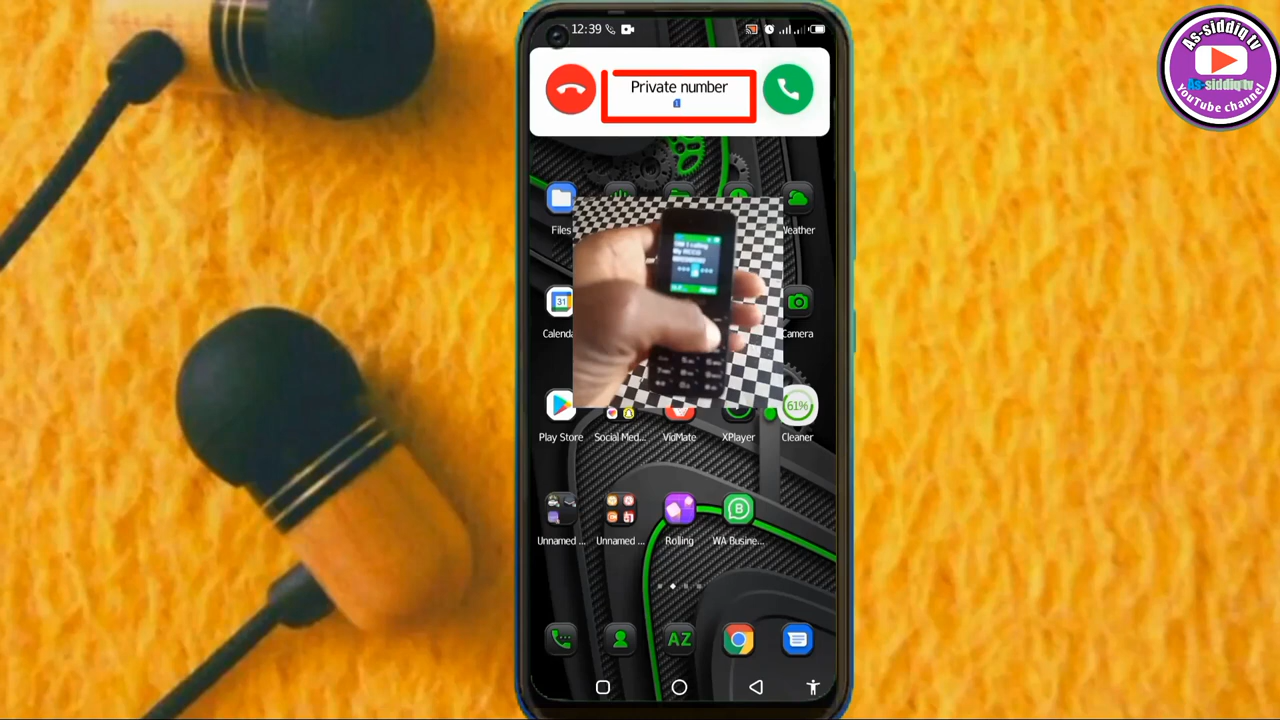 12:39
Private number
As-siddiq tv
As-siddiq tv
YouTube channel
Files
Weather
31
Calenda
Camera
61%
Play Store
Social Med...
VidMate
XPlayer
Cleaner
B
Unnamed ...
Unnamed ...
Rolling
WA Busine...
AZ